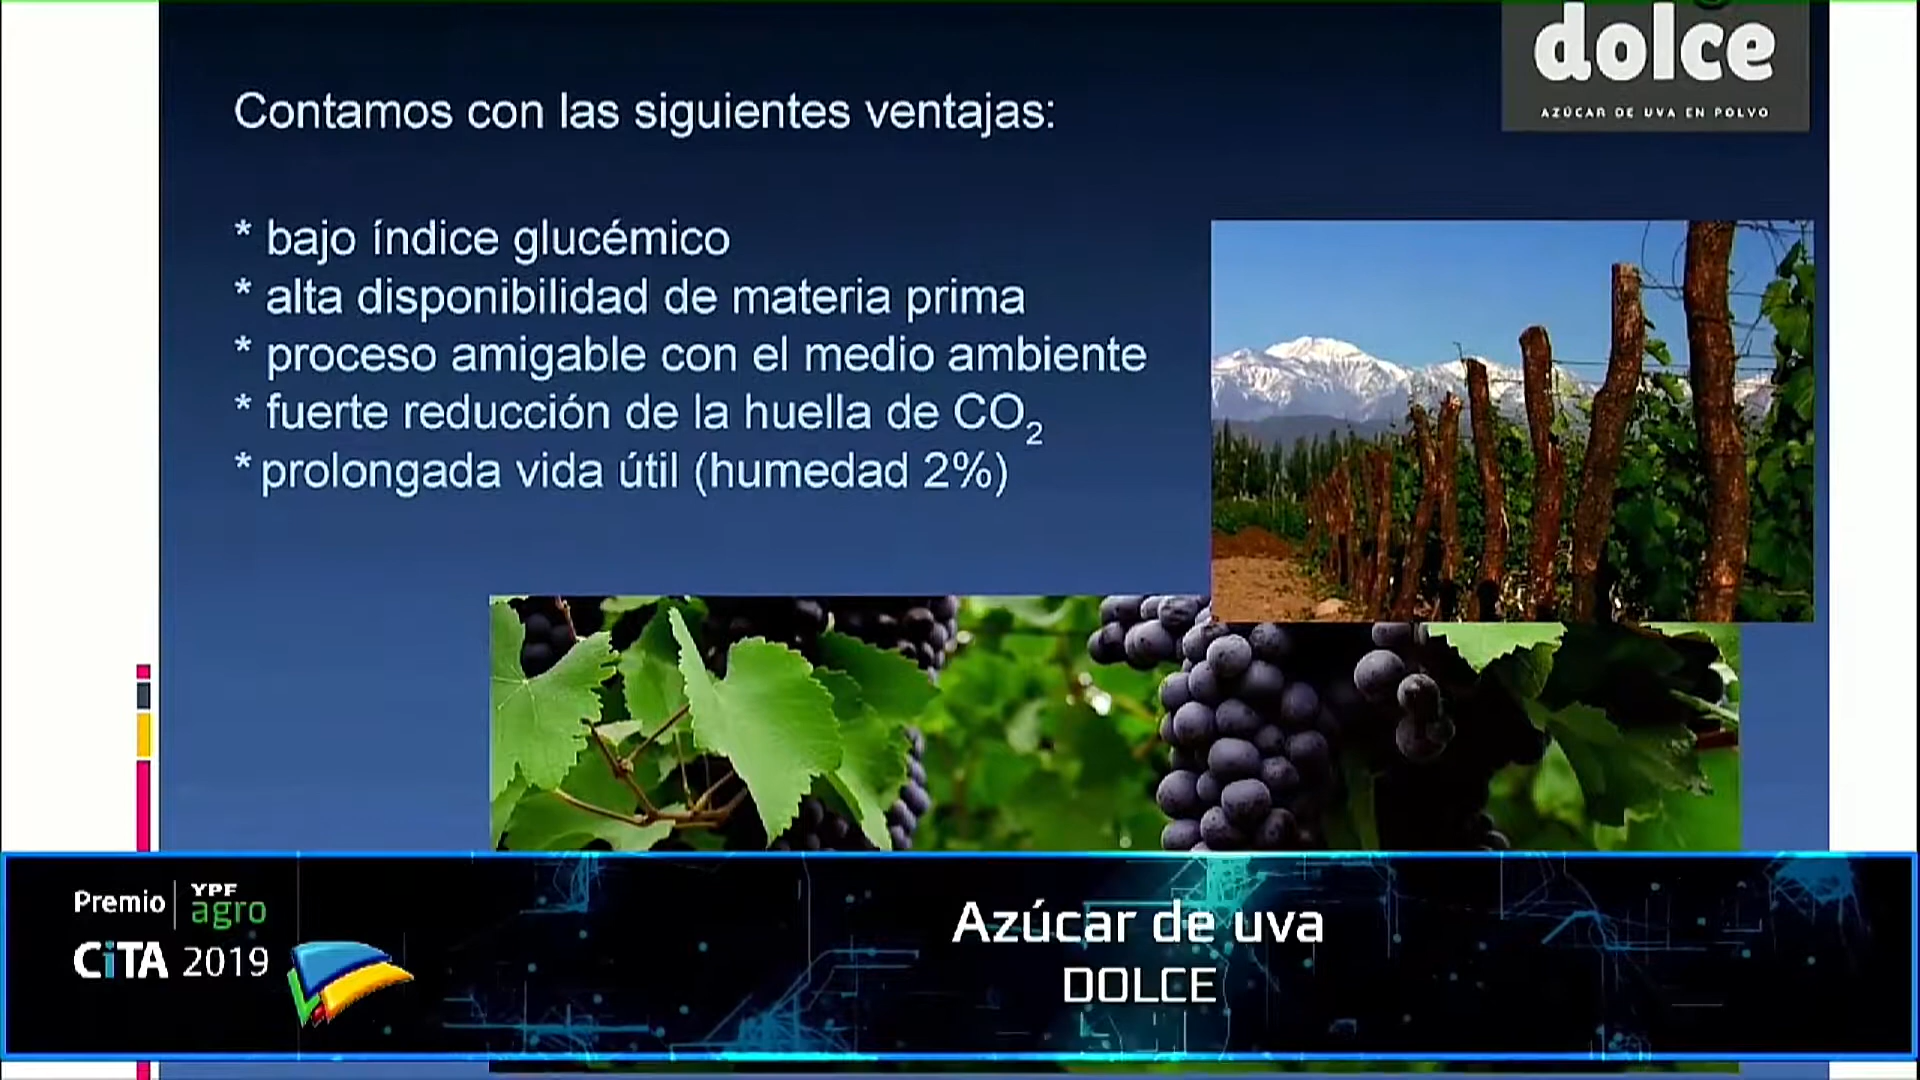 dolce
AZÚCAR DE UVA EN POLVO
Contamos con las siguientes ventajas:
* bajo índice glucémico
* alta disponibilidad de materia prima
* proceso amigable con el medio ambiente
* fuerte reducción de la huella de CO₂
* prolongada vida útil (humedad 2%)
Premio YPF agro
CiTA 2019
Azúcar de uva
DOLCE